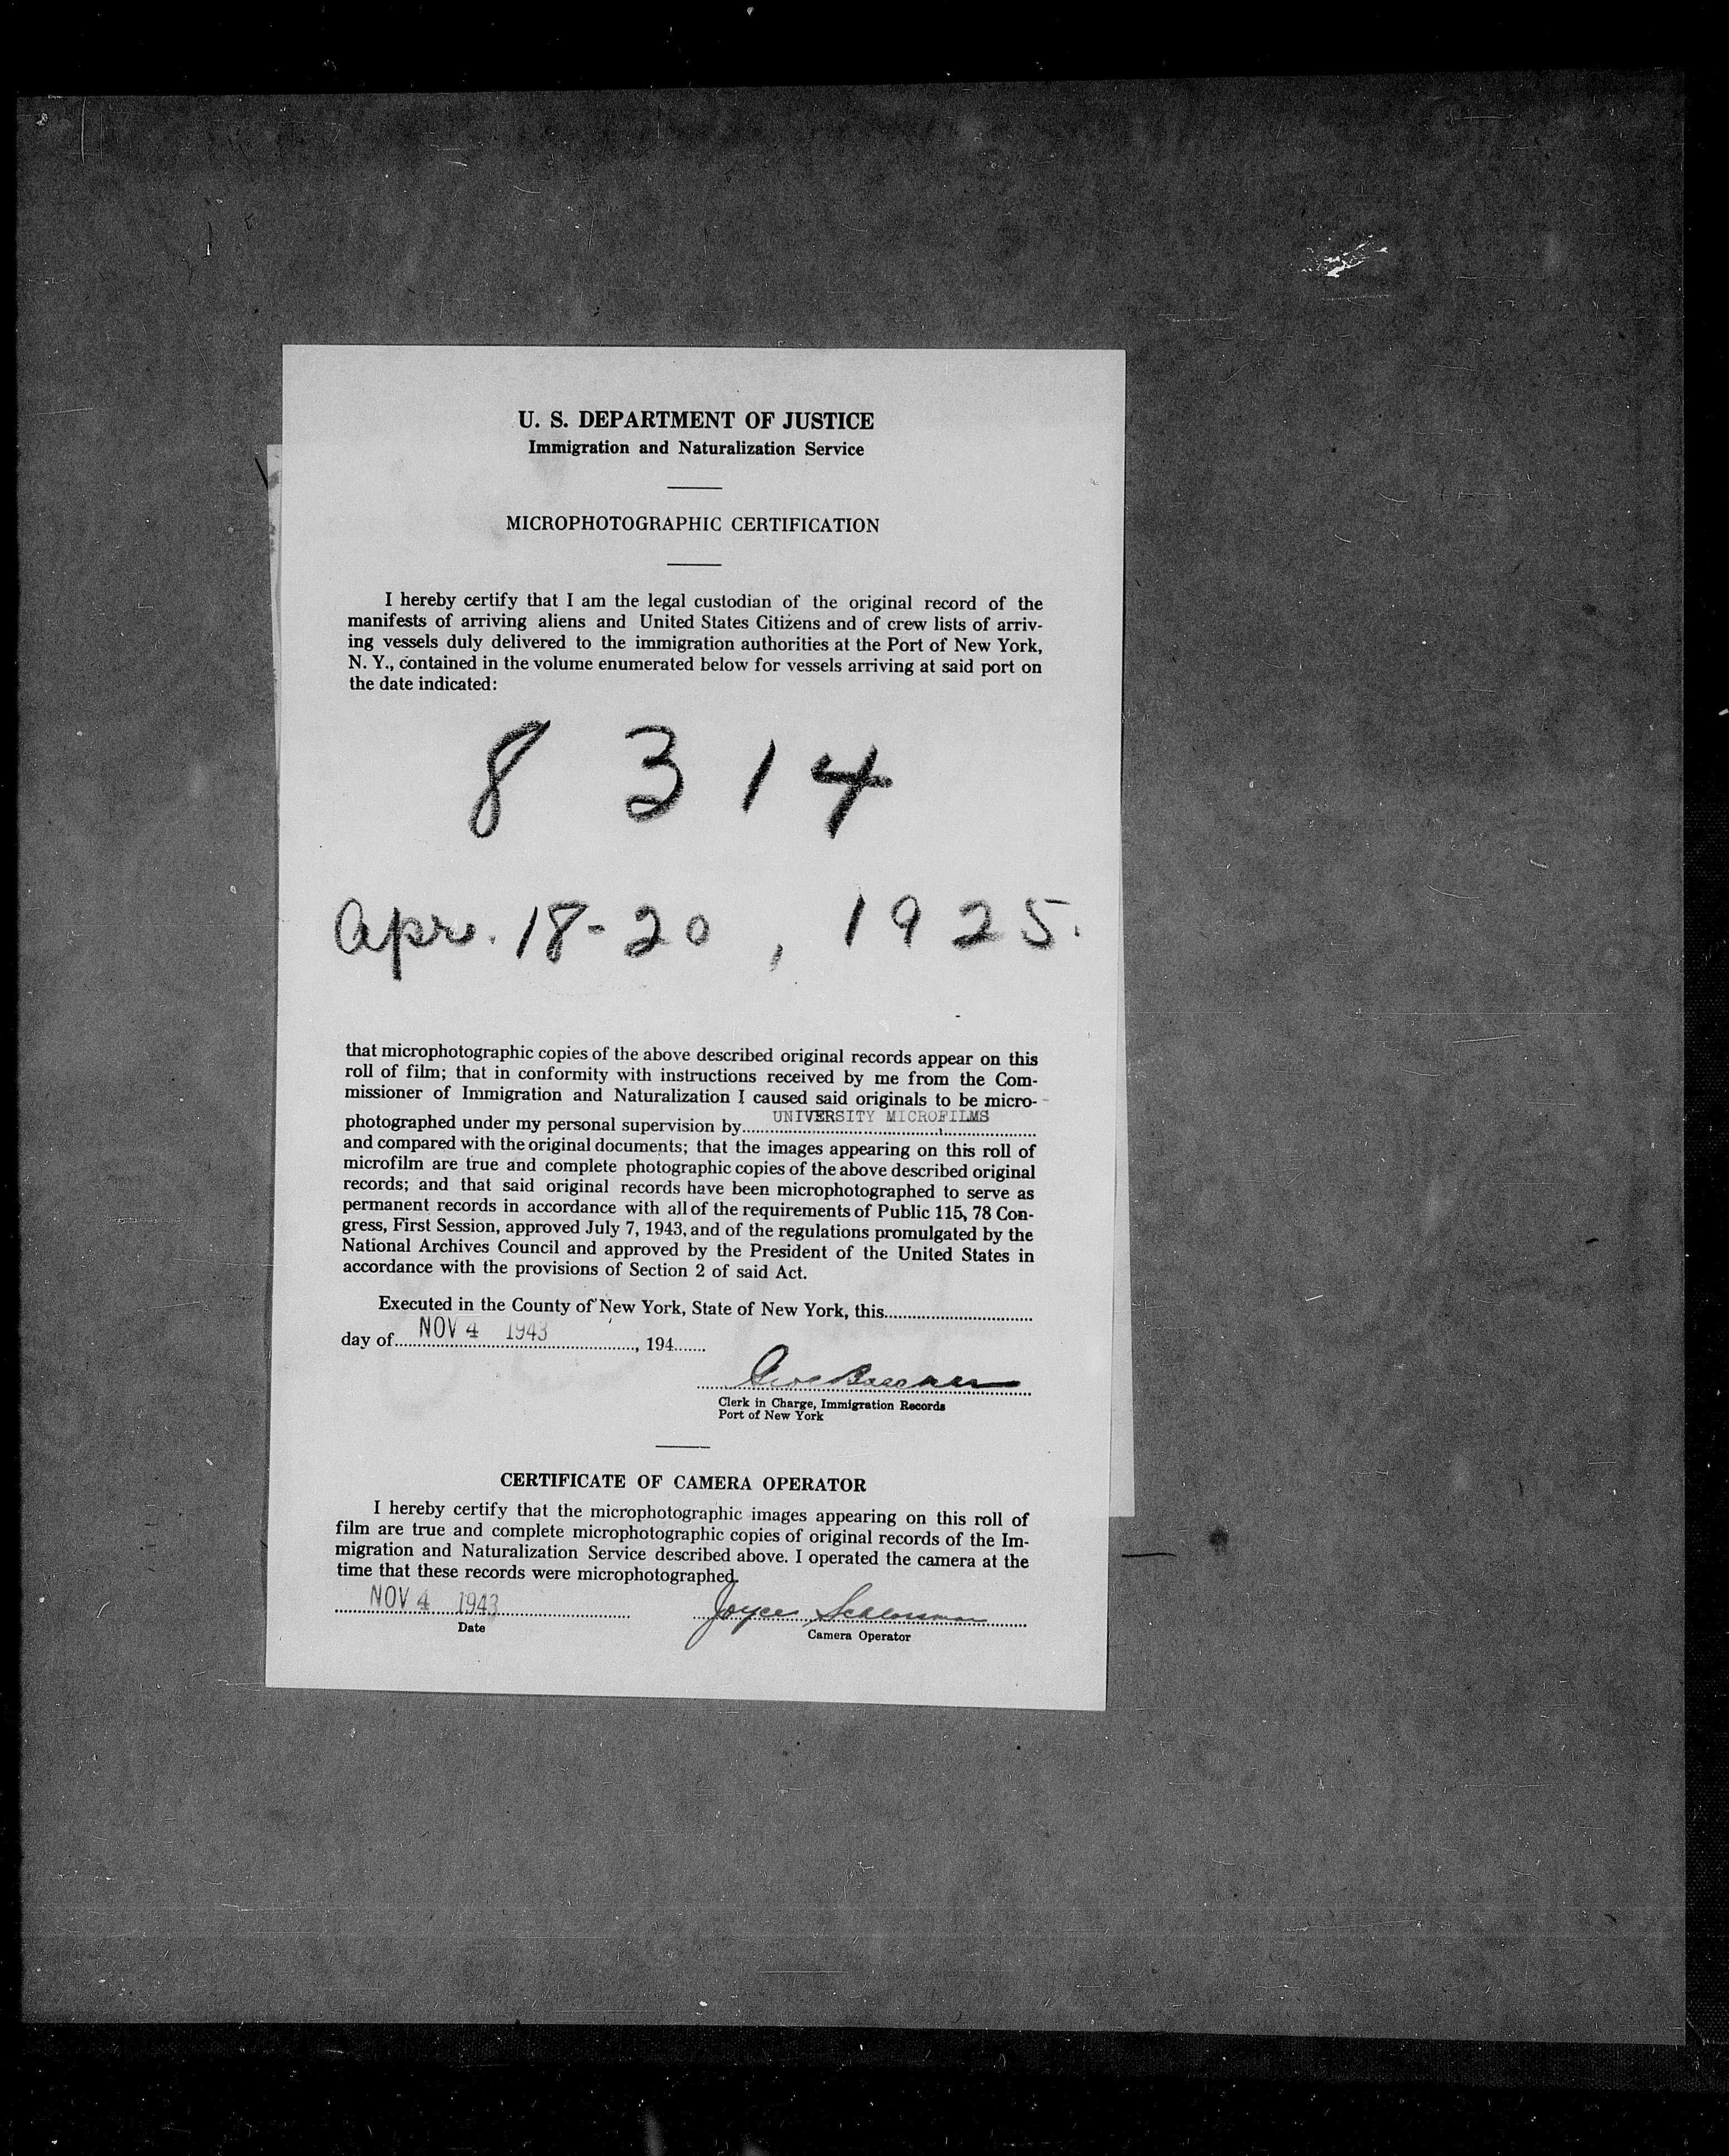 U. S. DEPARTMENT OF JUSTICE
Immigration and Naturalization Service
MICROPHOTOGRAPHIC CERTIFICATION
I hereby certify that I am the legal custodian of the original record of the
manifests of arriving aliens and United States Citizens and of crew lists of arriv-
ing vessels duly delivered to the immigration authorities at the Port of New York,
N. Y., contained in the volume enumerated below for vessels arriving at said port on
the date indicated:
8 3 1 4
Apr. 18-20, 1925.
that microphotographic copies of the above described original records appear on this
roll of film; that in conformity with instructions received by me from the Com-
missioner of Immigration and Naturalization I caused said originals to be micro-
photographed under my personal supervision by UNIVERSITY MICROFILMS
and compared with the original documents; that the images appearing on this roll of
microfilm are true and complete photographic copies of the above described original
records; and that said original records have been microphotographed to serve as
permanent records in accordance with all of the requirements of Public 115, 78 Con-
gress, First Session, approved July 7, 1943, and of the regulations promulgated by the
National Archives Council and approved by the President of the United States in
accordance with the provisions of Section 2 of said Act.
Executed in the County of New York, State of New York, this
day of NOV 4 1943, 194
Clerk in Charge, Immigration Records
Port of New York
CERTIFICATE OF CAMERA OPERATOR
I hereby certify that the microphotographic images appearing on this roll of
film are true and complete microphotographic copies of original records of the Im-
migration and Naturalization Service described above. I operated the camera at the
time that these records were microphotographed.
NOV 4 1943 Joyce Schlossman
Date Camera Operator